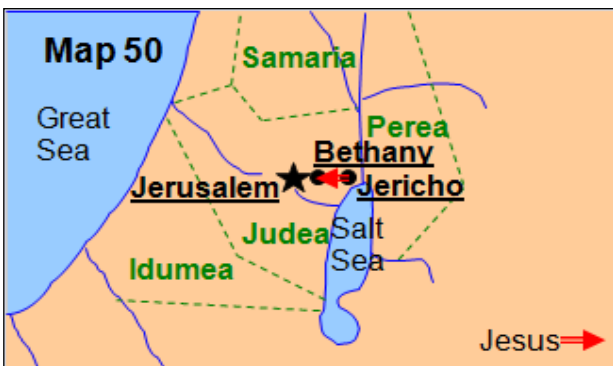 Map 50
Samaria
Great
Sea
Perea
Bethany
Jerusalem
Jericho
Judea
Salt
Sea
Idumea
Jesus